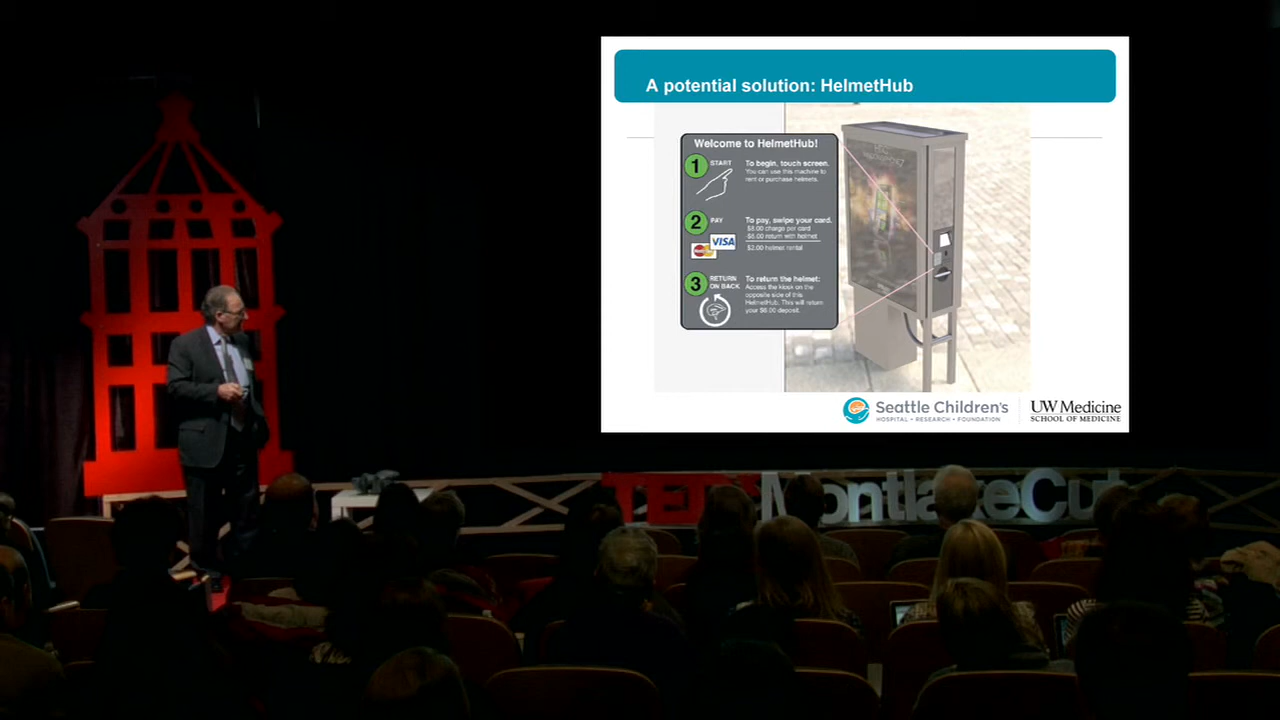 A potential solution: HelmetHub
Welcome to HelmetHub!
1 START
To begin, touch screen.
You can use this machine to
rent or purchase helmets.
2 PAY
VISA
To pay, swipe your card.
$8.00 charge per card
-$6.00 return with helmet
$2.00 helmet rental
3 RETURN
ON BACK
To return the helmet:
Access the kiosk on the
opposite side of this
HelmetHub. This will return
your $6.00 deposit.
Seattle Children's
HOSPITAL • RESEARCH • FOUNDATION
UW Medicine
SCHOOL OF MEDICINE
TEDxMontlakeCut